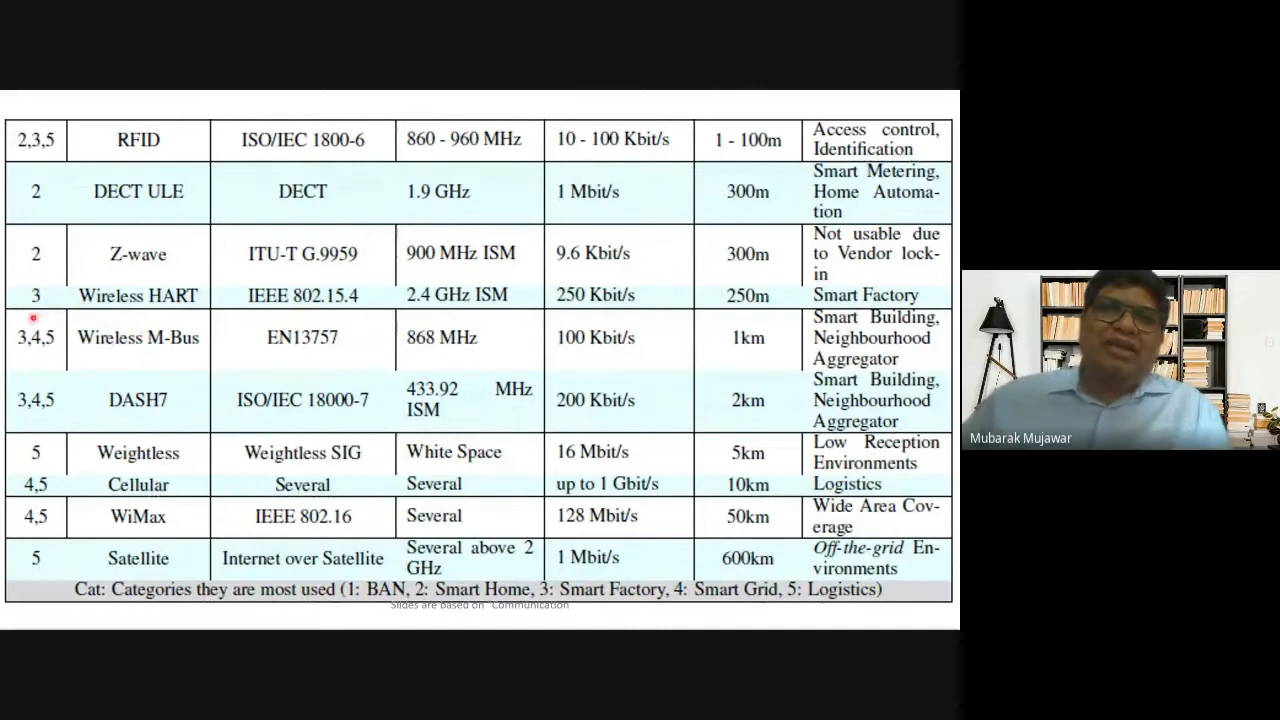 2,3,5 RFID ISO/IEC 1800-6 860 - 960 MHz 10 - 100 Kbit/s 1 - 100m Access control,
Identification
2 DECT ULE DECT 1.9 GHz 1 Mbit/s 300m Smart Metering,
Home Automa-
tion
2 Z-wave ITU-T G.9959 900 MHz ISM 9.6 Kbit/s 300m Not usable due
to Vendor lock-
in
3 Wireless HART IEEE 802.15.4 2.4 GHz ISM 250 Kbit/s 250m Smart Factory
3,4,5 Wireless M-Bus EN13757 868 MHz 100 Kbit/s 1km Smart Building,
Neighbourhood
Aggregator
3,4,5 DASH7 ISO/IEC 18000-7 433.92 MHz
ISM 200 Kbit/s 2km Smart Building,
Neighbourhood
Aggregator
5 Weightless Weightless SIG White Space 16 Mbit/s 5km Low Reception
Environments
4,5 Cellular Several Several up to 1 Gbit/s 10km Logistics
4,5 WiMax IEEE 802.16 Several 128 Mbit/s 50km Wide Area Cov-
erage
5 Satellite Internet over Satellite Several above 2
GHz 1 Mbit/s 600km Off-the-grid En-
vironments
Cat: Categories they are most used (1: BAN, 2: Smart Home, 3: Smart Factory, 4: Smart Grid, 5: Logistics)
Slides are based on "Communication
Mubarak Mujawar